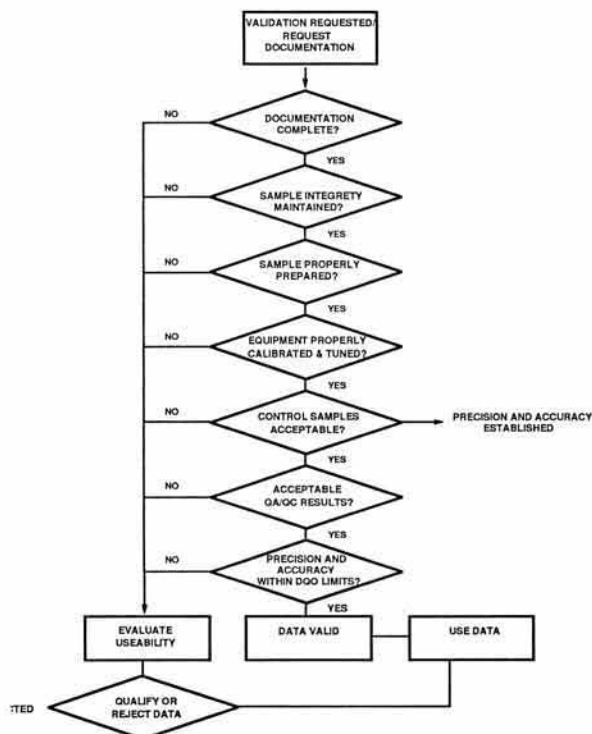 VALIDATION REQUESTED/
REQUEST
DOCUMENTATION
NO
DOCUMENTATION
COMPLETE?
YES
NO
SAMPLE INTEGRETY
MAINTAINED?
YES
NO
SAMPLE PROPERLY
PREPARED?
YES
NO
EQUIPMENT PROPERLY
CALIBRATED & TUNED?
YES
NO
CONTROL SAMPLES
ACCEPTABLE?
PRECISION AND ACCURACY
ESTABLISHED
YES
NO
ACCEPTABLE
QA/QC RESULTS?
YES
NO
PRECISION AND
ACCURACY
WITHIN DQO LIMITS?
YES
EVALUATE
USEABILITY
DATA VALID
USE DATA
QUALIFY OR
REJECT DATA